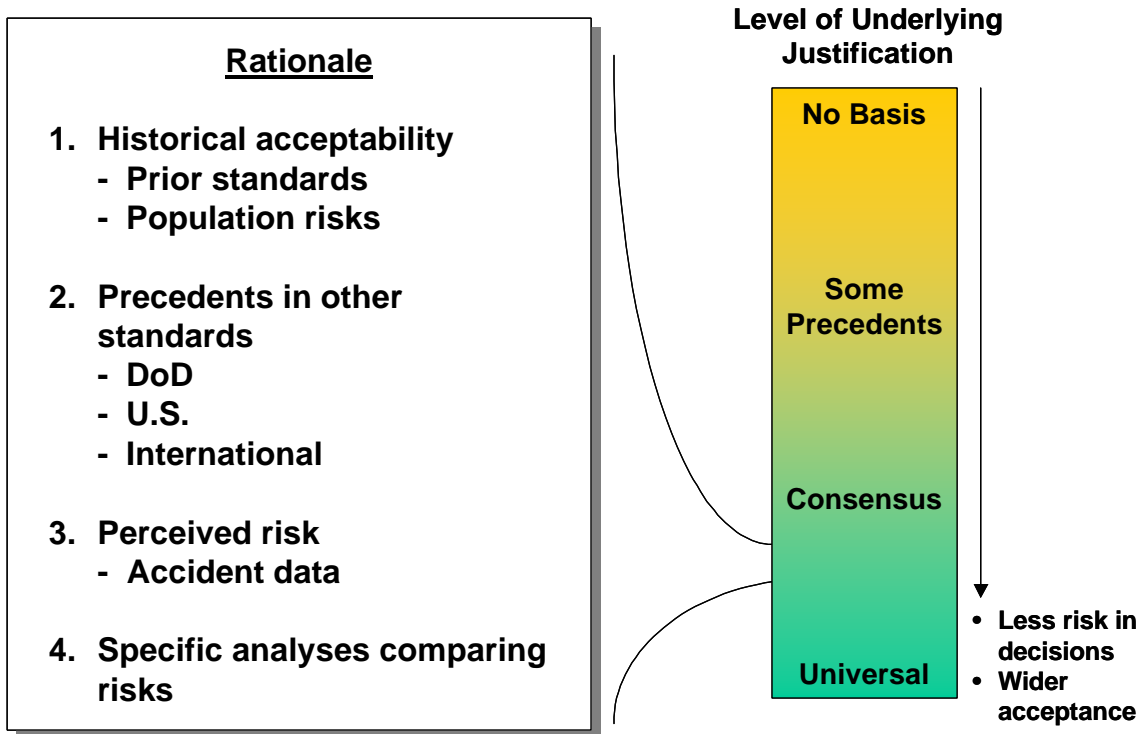 Rationale
1. Historical acceptability
- Prior standards
- Population risks
2. Precedents in other
standards
- DoD
- U.S.
- International
3. Perceived risk
- Accident data
4. Specific analyses comparing
risks
Level of Underlying
Justification
No Basis
Some
Precedents
Consensus
Universal
• Less risk in
decisions
• Wider
acceptance